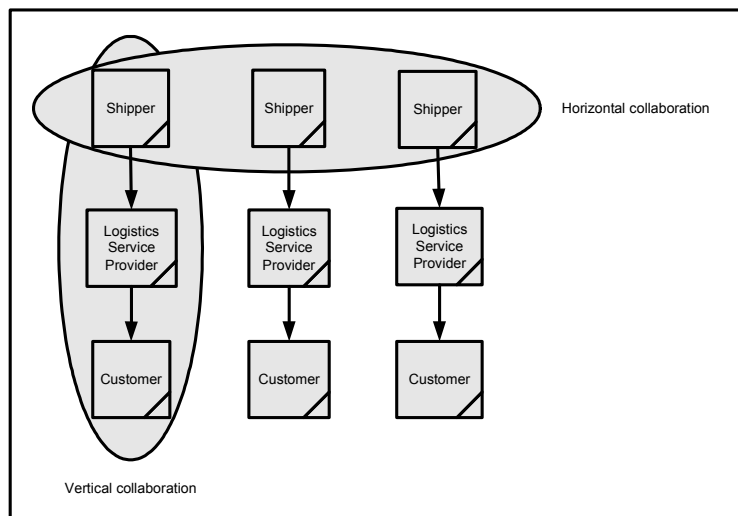 Shipper
Shipper
Shipper
Horizontal collaboration
Logistics
Service
Provider
Logistics
Service
Provider
Logistics
Service
Provider
Customer
Customer
Customer
Vertical collaboration